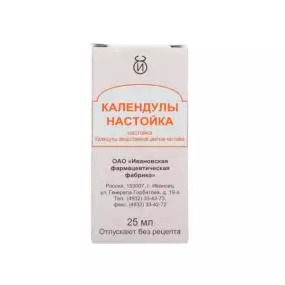 КАЛЕНДУЛЫ
НАСТОЙКА
настойка
Календулы лекарственной цветков настойка
ОАО «Ивановская
фармацевтическая
фабрика»
Россия, 153007, г. Иваново,
ул. Генерала Горбатова, д. 19-а
Тел. (4932) 33-42-73,
факс. (4932) 33-42-72
25 мл
Отпускают без рецепта